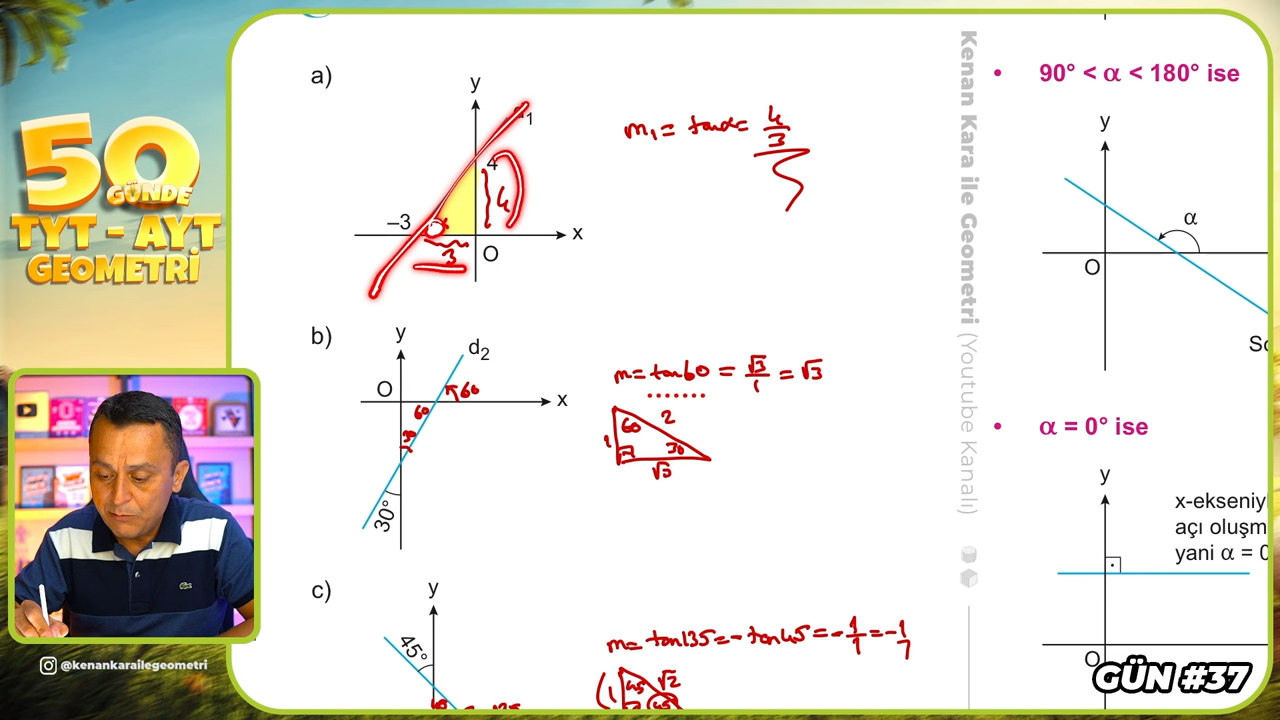 50
GÜNDE
TYT - AYT
GEOMETRİ
a)
y
1
4
4
–3
α
3
O
x
m₁ = tanα = 4/3
b)
y
d₂
O
x
60
60
30
30°
m = tan60 = √3/1 = √3
60
2
1
30
√3
c)
y
45°
135
m = tan135 = -tan45 = -1/1 = -1
1
45
√2
45
Kenan Kara ile Geometri (Youtube Kanalı)
• 90° < α < 180° ise
y
α
O
• α = 0° ise
y
x-ekseniy
açı oluşm
yani α = 0
O
@kenankarailegeometri
GÜN #37